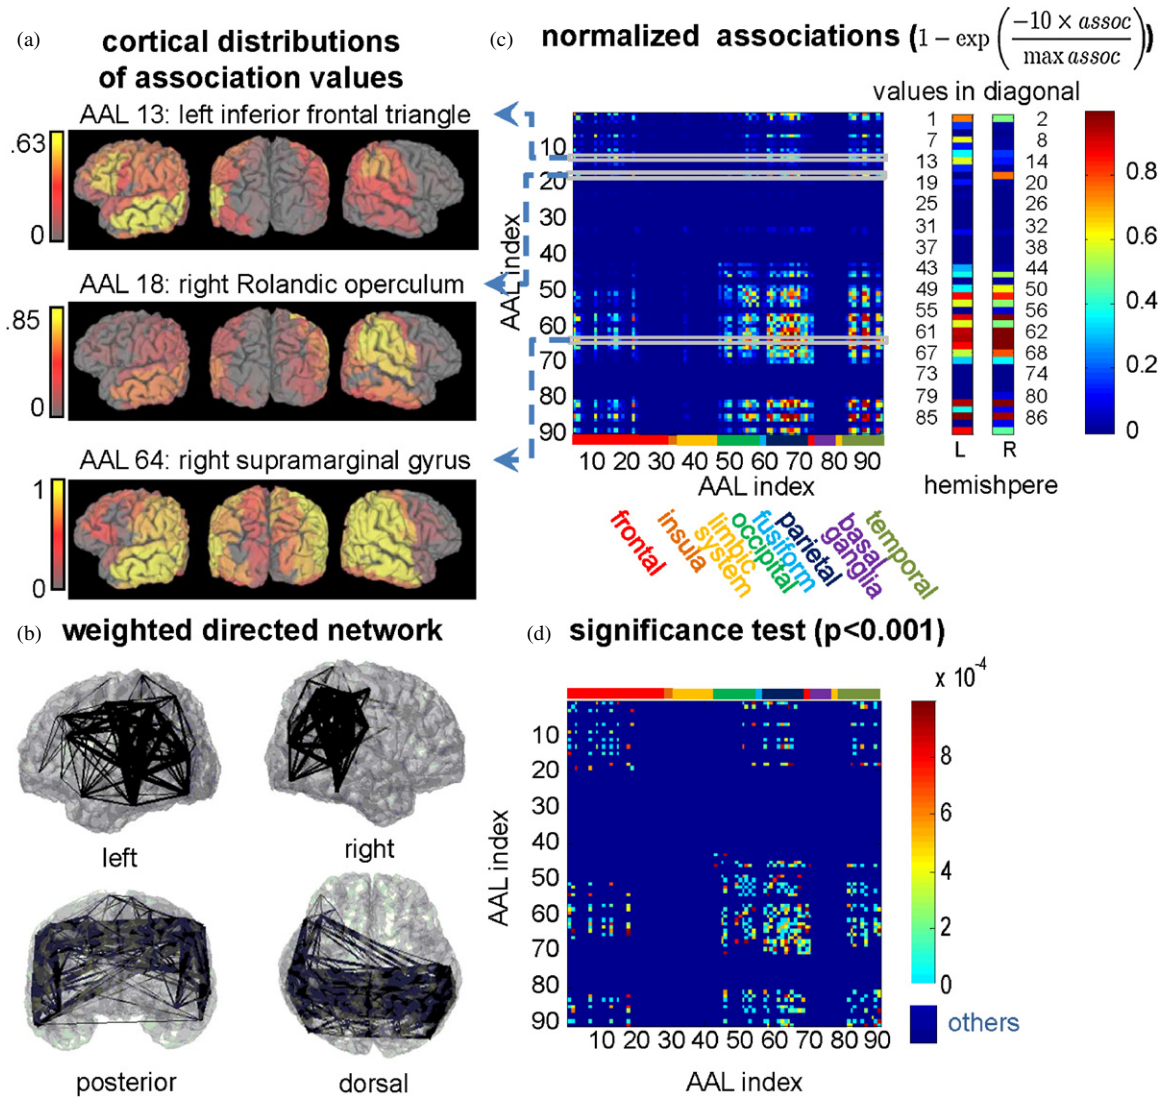 (a)
cortical distributions
of association values
AAL 13: left inferior frontal triangle
.63
0
AAL 18: right Rolandic operculum
.85
0
AAL 64: right supramarginal gyrus
1
0
(b)
weighted directed network
left
right
posterior
dorsal
(c)
normalized associations (1 − exp(−10 × assoc / max assoc))
values in diagonal
AAL index
10
20
30
40
50
60
70
80
90
10 20 30 40 50 60 70 80 90
AAL index
frontal
insula
limbic
system
occipital
fusiform
parietal
basal
ganglia
temporal
1 2
7 8
13 14
19 20
25 26
31 32
37 38
43 44
49 50
55 56
61 62
67 68
73 74
79 80
85 86
L R
hemishpere
0.8
0.6
0.4
0.2
0
(d)
significance test (p<0.001)
x 10-4
AAL index
10
20
30
40
50
60
70
80
90
10 20 30 40 50 60 70 80 90
AAL index
8
6
4
2
0
others